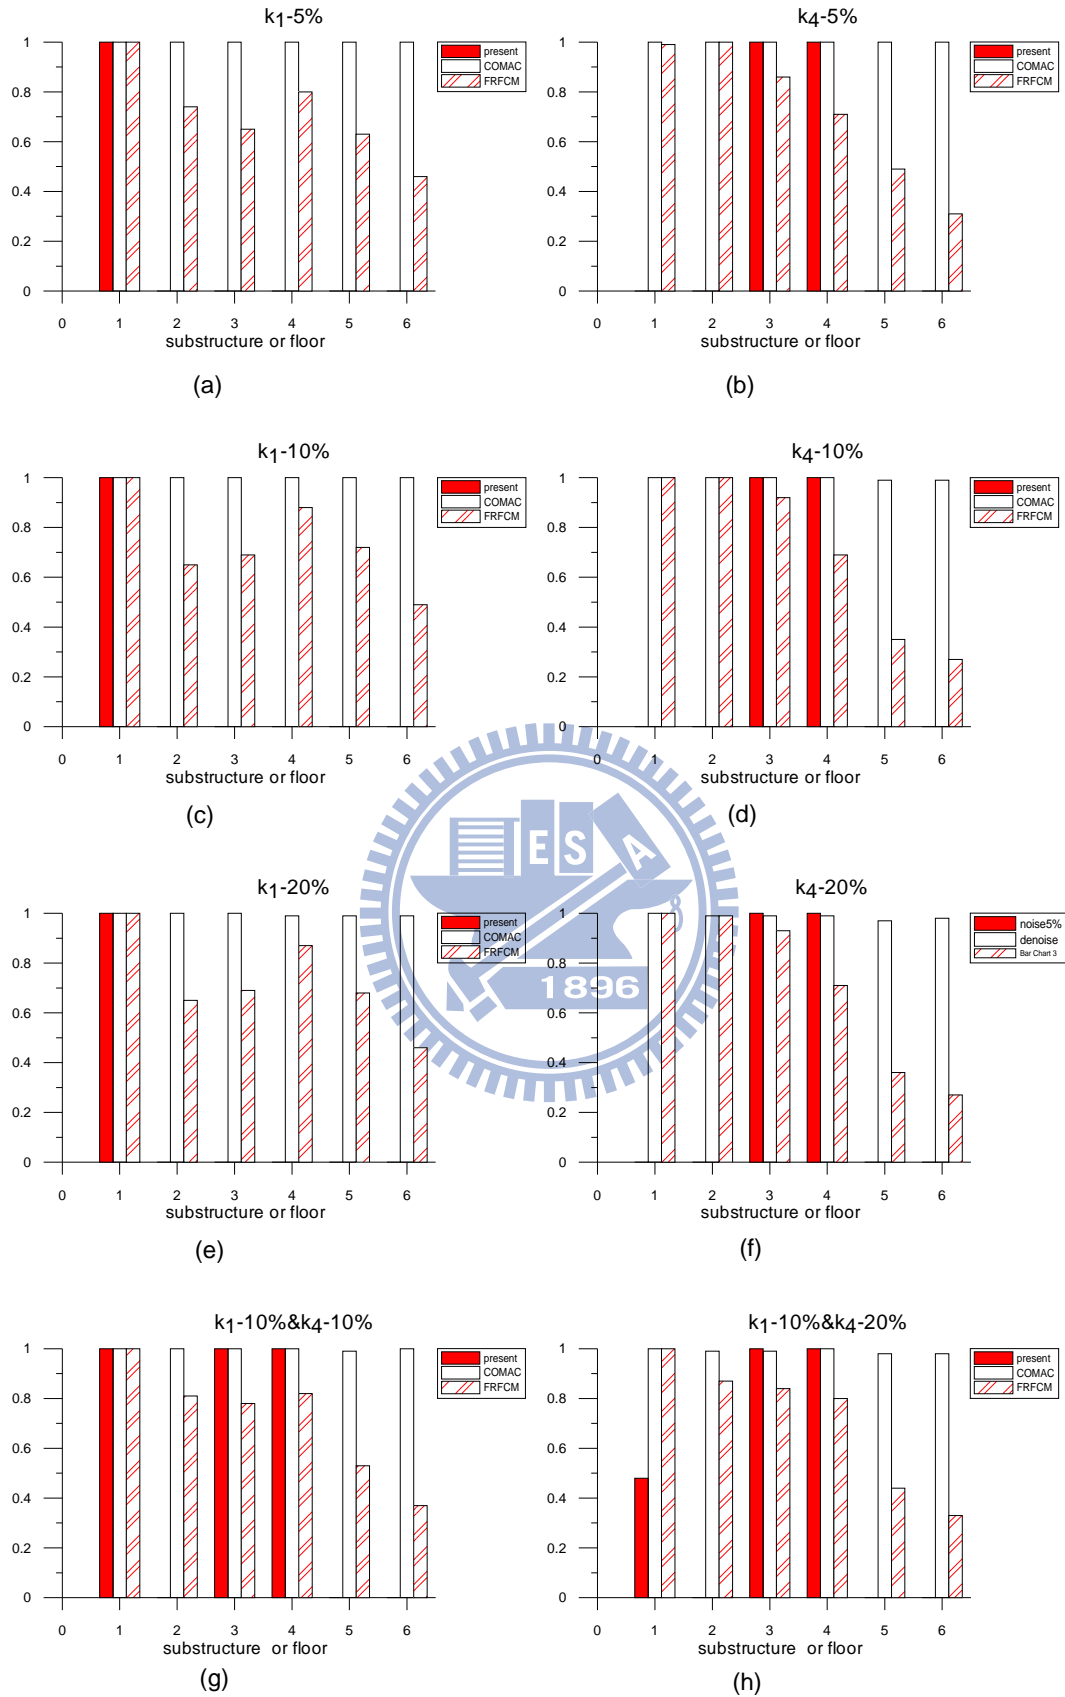 k1-5%
1
0.8
0.6
0.4
0.2
0
0 1 2 3 4 5 6
substructure or floor
present
COMAC
FRFCM
(a)
k4-5%
1
0.8
0.6
0.4
0.2
0
0 1 2 3 4 5 6
substructure or floor
present
COMAC
FRFCM
(b)
k1-10%
1
0.8
0.6
0.4
0.2
0
0 1 2 3 4 5 6
substructure or floor
present
COMAC
FRFCM
(c)
k4-10%
1
0.8
0.6
0.4
0.2
0
0 1 2 3 4 5 6
substructure or floor
present
COMAC
FRFCM
(d)
k1-20%
1
0.8
0.6
0.4
0.2
0
0 1 2 3 4 5 6
substructure or floor
present
COMAC
FRFCM
(e)
k4-20%
1
0.8
0.6
0.4
0.2
0
0 1 2 3 4 5 6
substructure or floor
noise5%
denoise
Bar Chart 3
(f)
E S A
1896
k1-10%&k4-10%
1
0.8
0.6
0.4
0.2
0
0 1 2 3 4 5 6
substructure or floor
present
COMAC
FRFCM
(g)
k1-10%&k4-20%
1
0.8
0.6
0.4
0.2
0
0 1 2 3 4 5 6
substructure or floor
present
COMAC
FRFCM
(h)